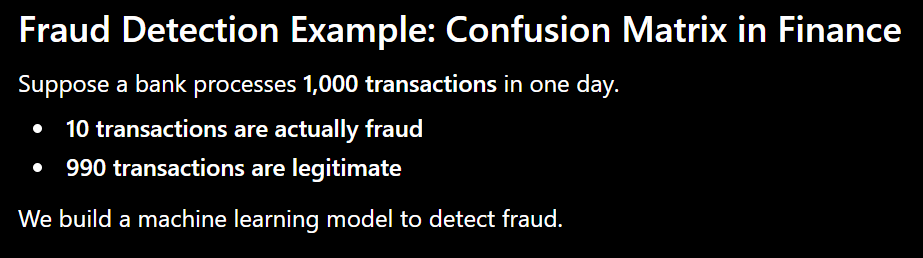 Fraud Detection Example: Confusion Matrix in Finance
Suppose a bank processes 1,000 transactions in one day.
• 10 transactions are actually fraud
• 990 transactions are legitimate
We build a machine learning model to detect fraud.